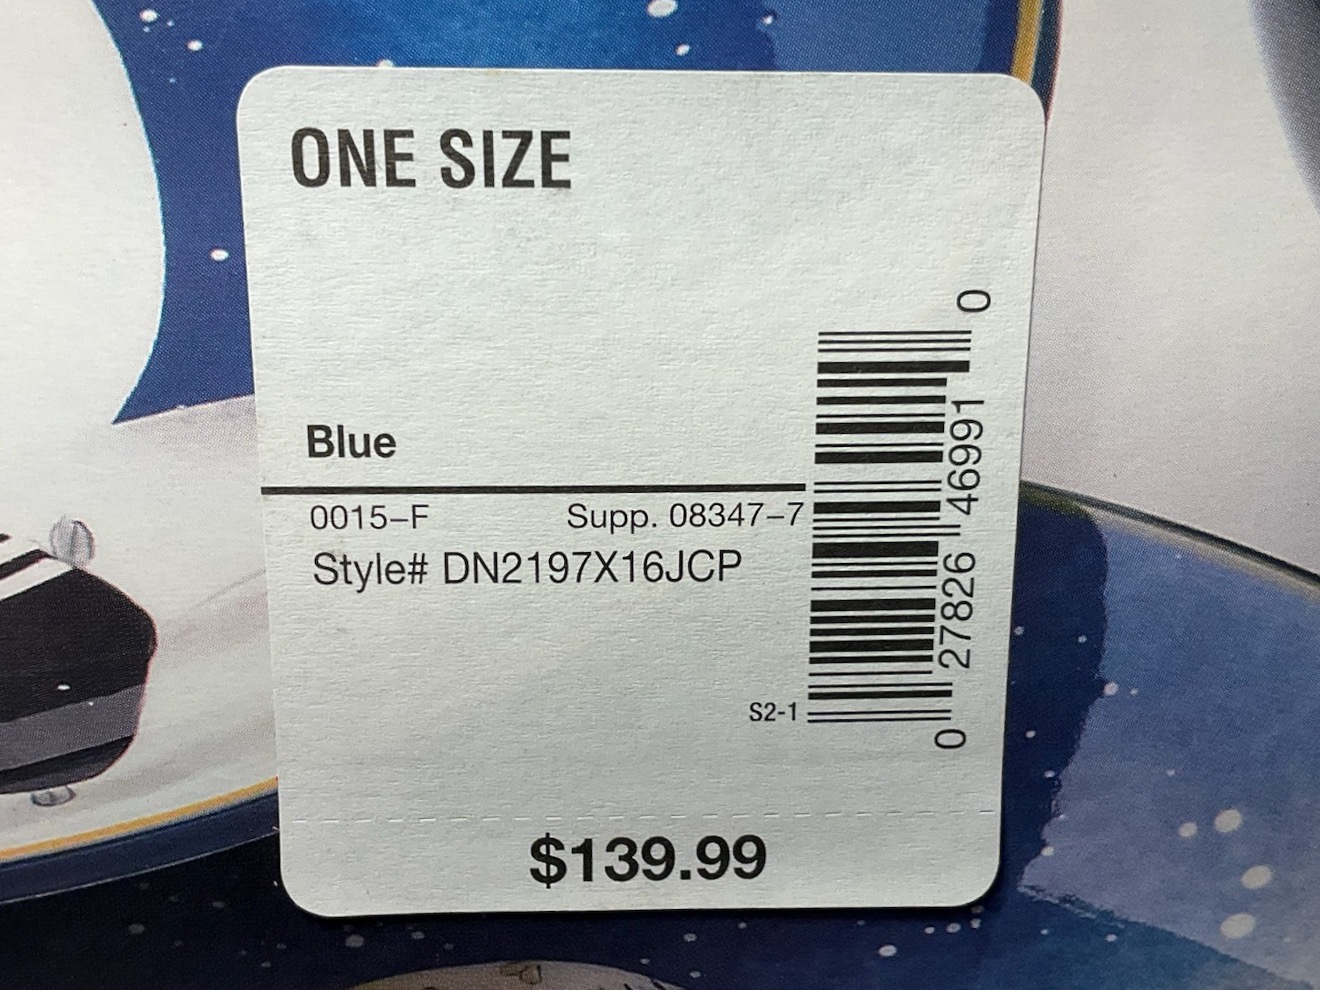 ONE SIZE
Blue
0015-F Supp. 08347-7
Style# DN2197X16JCP
S2-1
0 27826 46991 0
$139.99